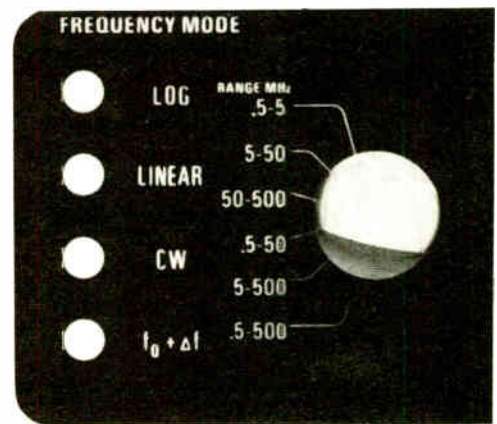 FREQUENCY MODE
LOG
LINEAR
CW
f₀ + Δf
RANGE MHz
.5-5
5-50
50-500
.5-50
5-500
.5-500